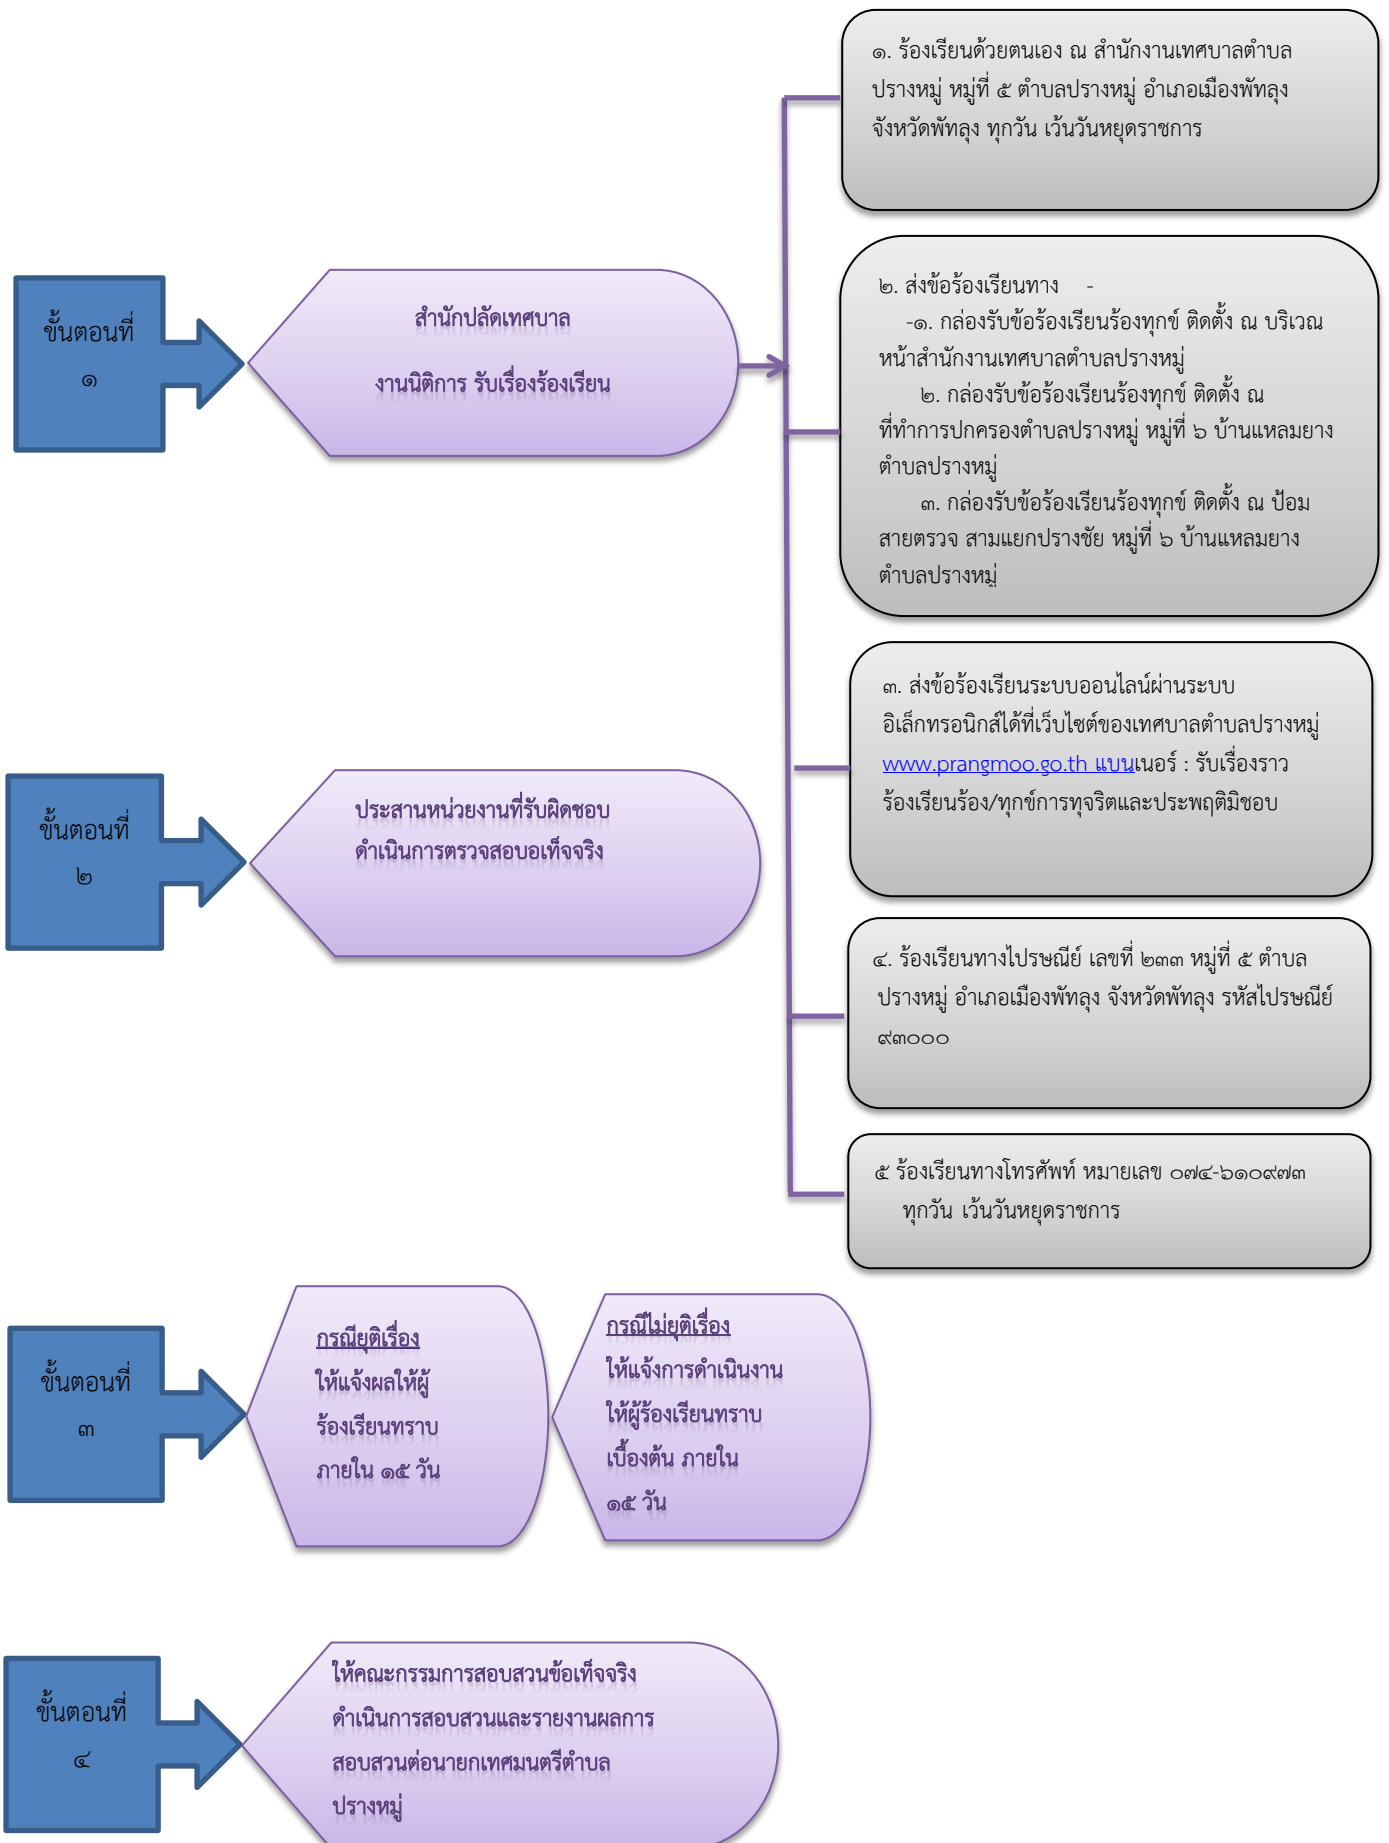 ขั้นตอนที่
๑
สำนักปลัดเทศบาล
งานนิติการ รับเรื่องร้องเรียน
๑. ร้องเรียนด้วยตนเอง ณ สำนักงานเทศบาลตำบล
ปรางหมู่ หมู่ที่ ๕ ตำบลปรางหมู่ อำเภอเมืองพัทลุง
จังหวัดพัทลุง ทุกวัน เว้นวันหยุดราชการ
๒. ส่งข้อร้องเรียนทาง -
-๑. กล่องรับข้อร้องเรียนร้องทุกข์ ติดตั้ง ณ บริเวณ
หน้าสำนักงานเทศบาลตำบลปรางหมู่
๒. กล่องรับข้อร้องเรียนร้องทุกข์ ติดตั้ง ณ
ที่ทำการปกครองตำบลปรางหมู่ หมู่ที่ ๖ บ้านแหลมยาง
ตำบลปรางหมู่
๓. กล่องรับข้อร้องเรียนร้องทุกข์ ติดตั้ง ณ ป้อม
สายตรวจ สามแยกปรางชัย หมู่ที่ ๖ บ้านแหลมยาง
ตำบลปรางหมู่
๓. ส่งข้อร้องเรียนระบบออนไลน์ผ่านระบบ
อิเล็กทรอนิกส์ได้ที่เว็บไซต์ของเทศบาลตำบลปรางหมู่
www.prangmoo.go.th แบนเนอร์ : รับเรื่องราว
ร้องเรียนร้อง/ทุกข์การทุจริตและประพฤติมิชอบ
๔. ร้องเรียนทางไปรษณีย์ เลขที่ ๒๓๓ หมู่ที่ ๕ ตำบล
ปรางหมู่ อำเภอเมืองพัทลุง จังหวัดพัทลุง รหัสไปรษณีย์
๙๓๐๐๐
๕ ร้องเรียนทางโทรศัพท์ หมายเลข ๐๗๔-๖๑๐๙๗๓
ทุกวัน เว้นวันหยุดราชการ
ขั้นตอนที่
๒
ประสานหน่วยงานที่รับผิดชอบ
ดำเนินการตรวจสอบอเท็จจริง
ขั้นตอนที่
๓
กรณียุติเรื่อง
ให้แจ้งผลให้ผู้
ร้องเรียนทราบ
ภายใน ๑๕ วัน
กรณีไม่ยุติเรื่อง
ให้แจ้งการดำเนินงาน
ให้ผู้ร้องเรียนทราบ
เบื้องต้น ภายใน
๑๕ วัน
ขั้นตอนที่
๔
ให้คณะกรรมการสอบสวนข้อเท็จจริง
ดำเนินการสอบสวนและรายงานผลการ
สอบสวนต่อนายกเทศมนตรีตำบล
ปรางหมู่